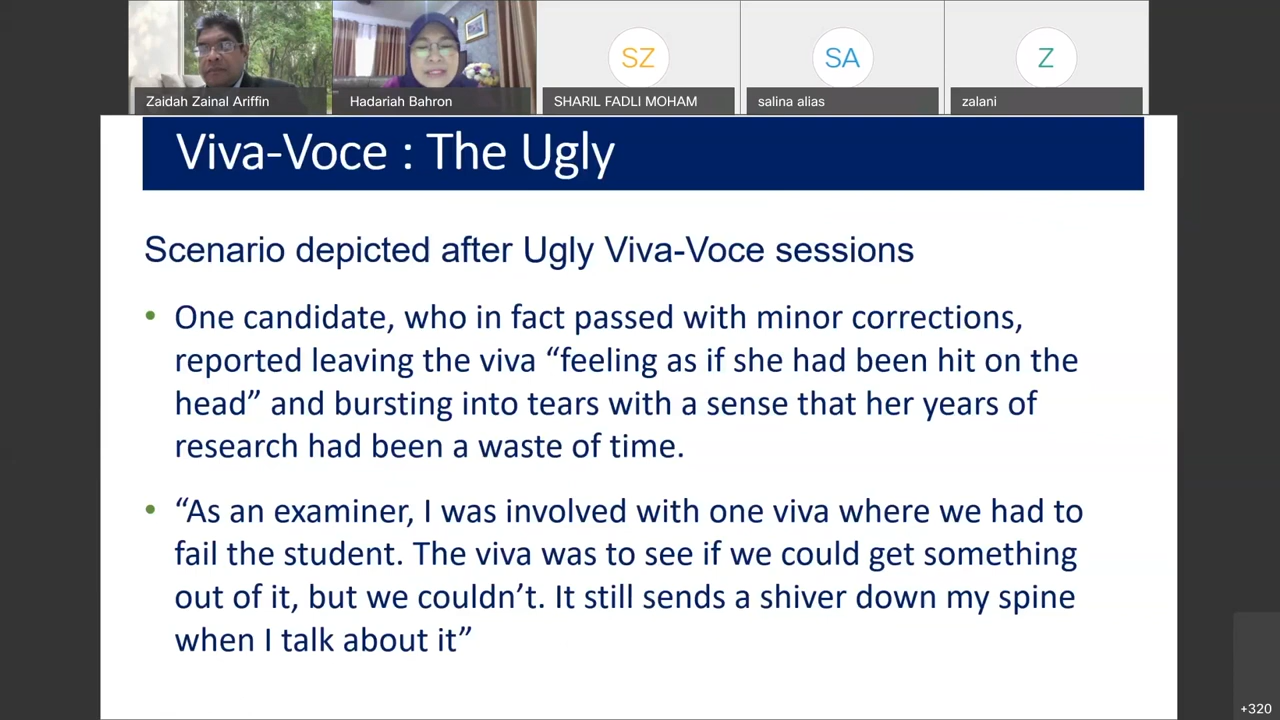 SZ
SA
Z
Zaidah Zainal Ariffin
Hadariah Bahron
SHARIL FADLI MOHAM
salina alias
zalani
Viva-Voce : The Ugly
Scenario depicted after Ugly Viva-Voce sessions
• One candidate, who in fact passed with minor corrections,
reported leaving the viva “feeling as if she had been hit on the
head” and bursting into tears with a sense that her years of
research had been a waste of time.
• “As an examiner, I was involved with one viva where we had to
fail the student. The viva was to see if we could get something
out of it, but we couldn’t. It still sends a shiver down my spine
when I talk about it”
+320